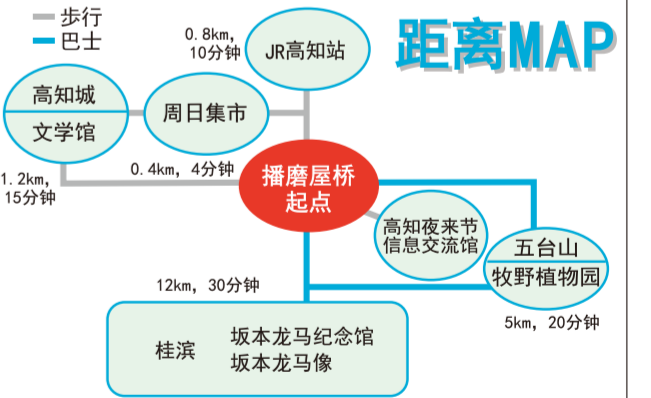 步行
巴士
距离MAP
0.8km,
10分钟
JR高知站
高知城
文学馆
周日集市
1.2km,
15分钟
0.4km, 4分钟
播磨屋桥
起点
高知夜来节
信息交流馆
五台山
牧野植物园
5km, 20分钟
12km, 30分钟
桂滨
坂本龙马纪念馆
坂本龙马像